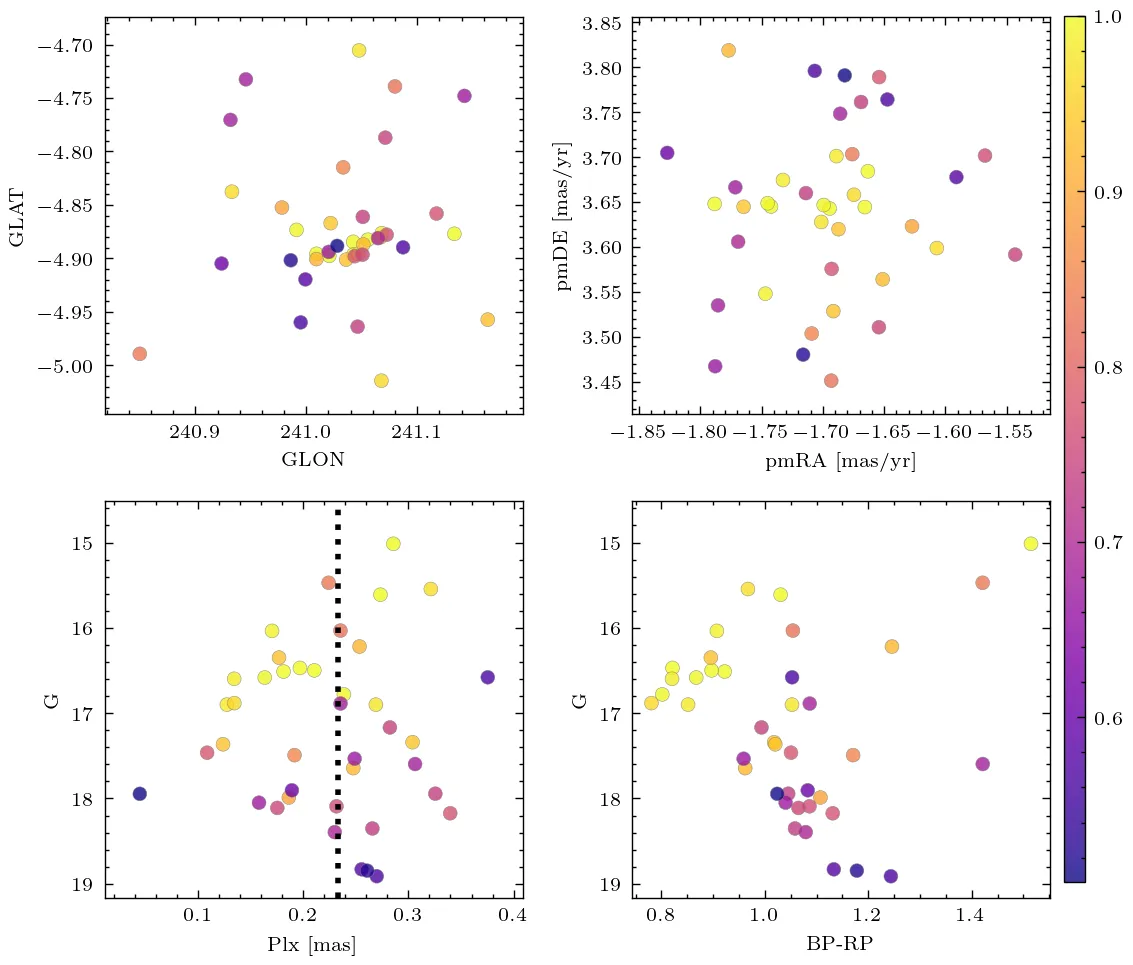 −4.70
−4.75
−4.80
−4.85
−4.90
−4.95
−5.00
GLAT
240.9 241.0 241.1
GLON
3.85
3.80
3.75
3.70
3.65
3.60
3.55
3.50
3.45
pmDE [mas/yr]
−1.85 −1.80 −1.75 −1.70 −1.65 −1.60 −1.55
pmRA [mas/yr]
1.0
0.9
0.8
0.7
0.6
15
16
17
18
19
G
0.1 0.2 0.3 0.4
Plx [mas]
15
16
17
18
19
G
0.8 1.0 1.2 1.4
BP-RP